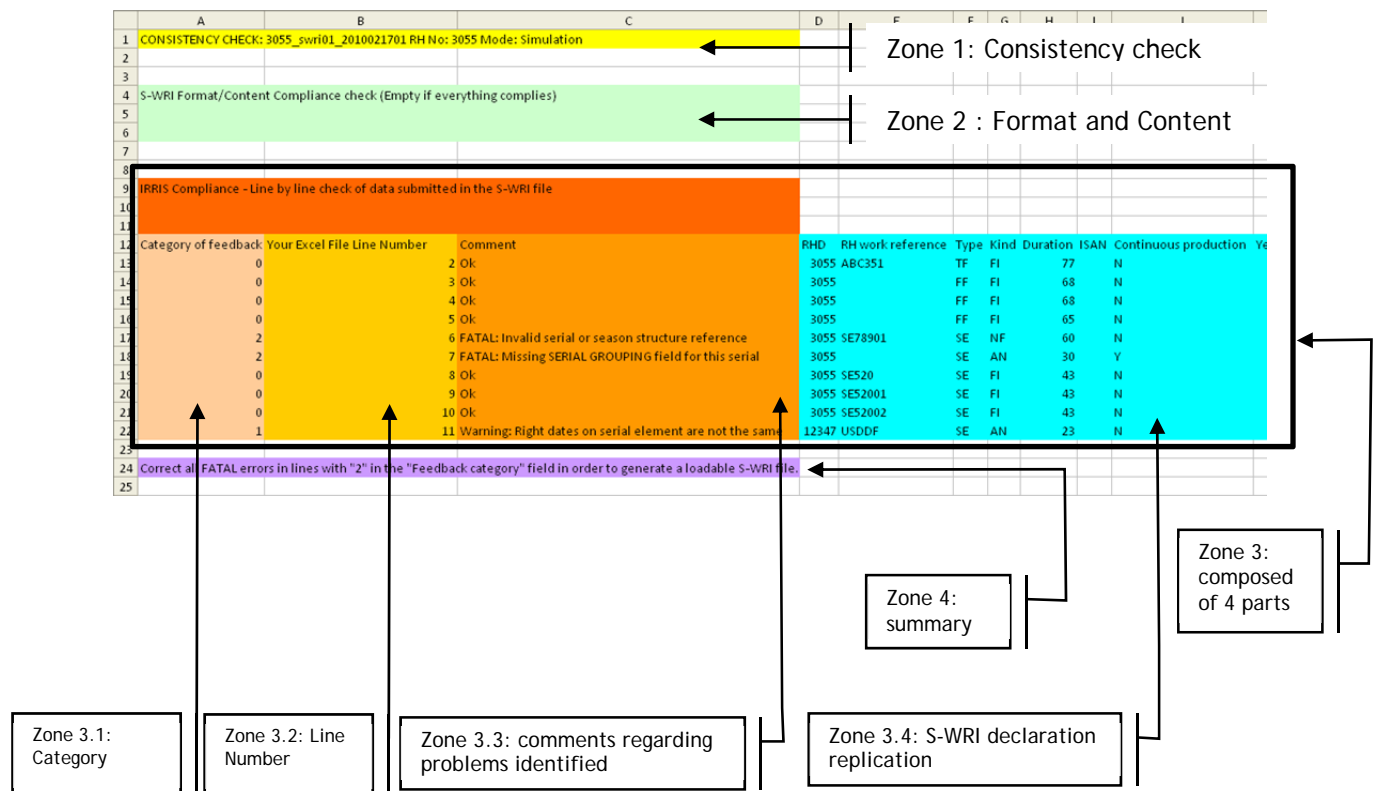 A B C D E F G H I J
1 CONSISTENCY CHECK: 3055_swri01_2010021701 RH No: 3055 Mode: Simulation
Zone 1: Consistency check
2
3
4 S-WRI Format/Content Compliance check (Empty if everything complies)
5
Zone 2 : Format and Content
6
7
8
9 IRRIS Compliance - Line by line check of data submitted in the S-WRI file
10
11
12 Category of feedback Your Excel File Line Number Comment RHD RH work reference Type Kind Duration ISAN Continuous production Ye
13 0 2 Ok 3055 ABC351 TF FI 77 N
14 0 3 Ok 3055 FF FI 68 N
15 0 4 Ok 3055 FF FI 68 N
16 0 5 Ok 3055 FF FI 65 N
17 2 6 FATAL: Invalid serial or season structure reference 3055 SE78901 SE NF 60 N
18 2 7 FATAL: Missing SERIAL GROUPING field for this serial 3055 SE AN 30 Y
19 0 8 Ok 3055 SE520 SE FI 43 N
20 0 9 Ok 3055 SE52001 SE FI 43 N
21 0 10 Ok 3055 SE52002 SE FI 43 N
22 1 11 Warning: Right dates on serial element are not the same 12347 USDDF SE AN 23 N
23
24 Correct all FATAL errors in lines with "2" in the "Feedback category" field in order to generate a loadable S-WRI file.
25
Zone 3:
composed
of 4 parts
Zone 4:
summary
Zone 3.1:
Category
Zone 3.2: Line
Number
Zone 3.3: comments regarding
problems identified
Zone 3.4: S-WRI declaration
replication